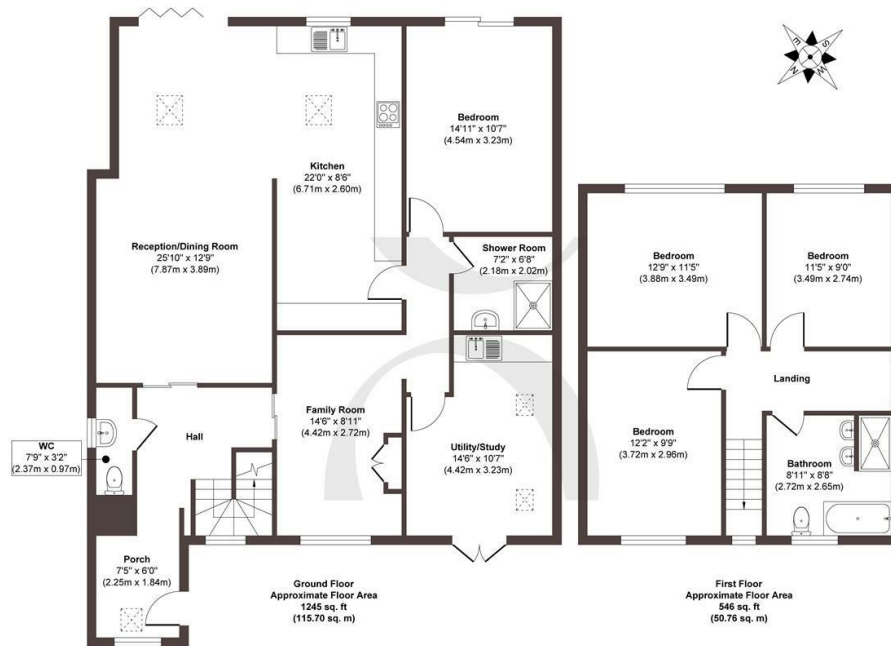 Bedroom
14'11" x 10'7"
(4.54m x 3.23m)
Kitchen
22'0" x 8'6"
(6.71m x 2.60m)
Reception/Dining Room
25'10" x 12'9"
(7.87m x 3.89m)
Shower Room
7'2" x 6'8"
(2.18m x 2.02m)
WC
7'9" x 3'2"
(2.37m x 0.97m)
Hall
Family Room
14'6" x 8'11"
(4.42m x 2.72m)
Utility/Study
14'6" x 10'7"
(4.42m x 3.23m)
Porch
7'5" x 6'0"
(2.25m x 1.84m)
Ground Floor
Approximate Floor Area
1245 sq. ft
(115.70 sq. m)
E
S
N
W
Bedroom
12'9" x 11'5"
(3.88m x 3.49m)
Bedroom
11'5" x 9'0"
(3.49m x 2.74m)
Landing
Bedroom
12'2" x 9'9"
(3.72m x 2.96m)
Bathroom
8'11" x 8'8"
(2.72m x 2.65m)
First Floor
Approximate Floor Area
546 sq. ft
(50.76 sq. m)